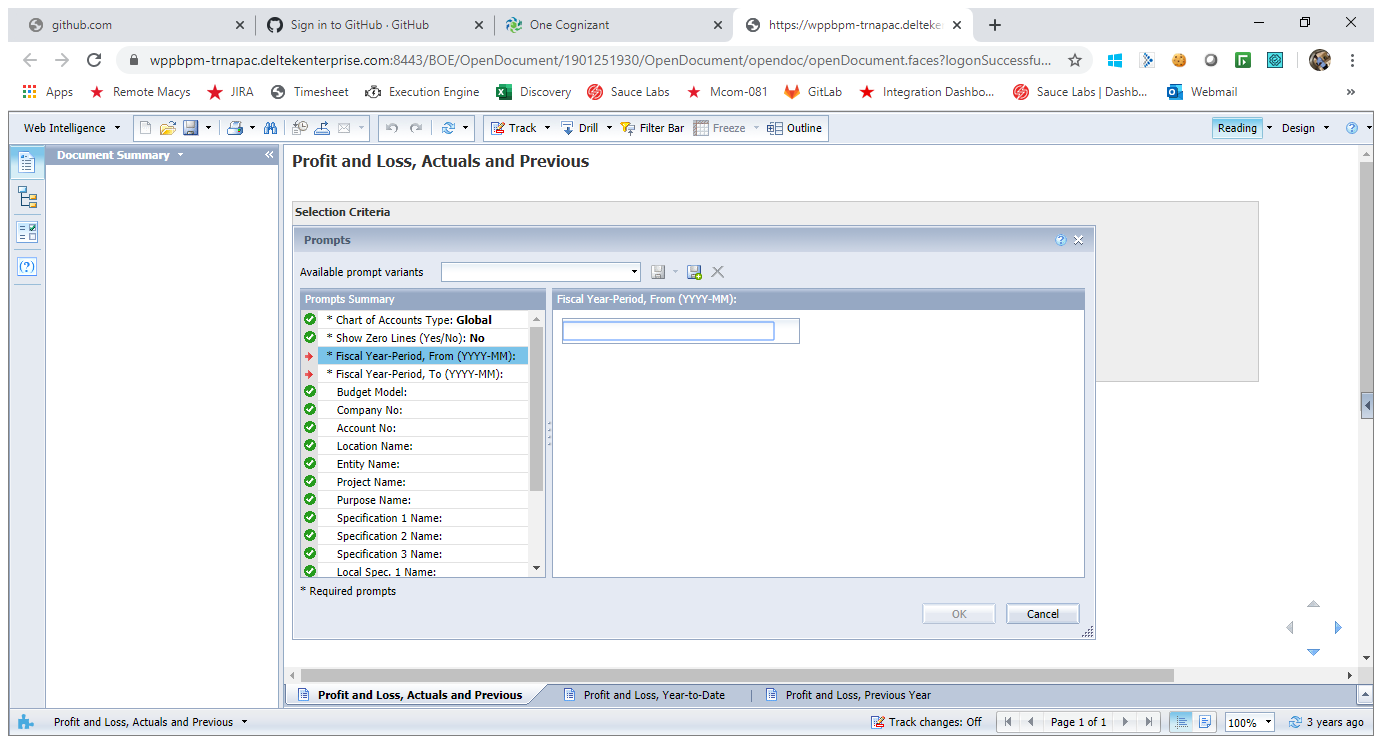 github.com
Sign in to GitHub · GitHub
One Cognizant
https://wppbpm-trnapac.delteke
wppbpm-trnapac.deltekenterprise.com:8443/BOE/OpenDocument/1901251930/OpenDocument/opendoc/openDocument.faces?logonSuccessfu...
Apps
Remote Macys
JIRA
Timesheet
Execution Engine
Discovery
Sauce Labs
Mcom-081
GitLab
Integration Dashbo...
Sauce Labs | Dashb...
Webmail
»
Web Intelligence
Track
Drill
Filter Bar
Freeze
Outline
Reading
Design
Document Summary
Profit and Loss, Actuals and Previous
Selection Criteria
Prompts
Available prompt variants
Prompts Summary
* Chart of Accounts Type: Global
* Show Zero Lines (Yes/No): No
* Fiscal Year-Period, From (YYYY-MM):
* Fiscal Year-Period, To (YYYY-MM):
Budget Model:
Company No:
Account No:
Location Name:
Entity Name:
Project Name:
Purpose Name:
Specification 1 Name:
Specification 2 Name:
Specification 3 Name:
Local Spec. 1 Name:
Fiscal Year-Period, From (YYYY-MM):
* Required prompts
OK
Cancel
Profit and Loss, Actuals and Previous
Profit and Loss, Year-to-Date
Profit and Loss, Previous Year
Profit and Loss, Actuals and Previous
Track changes: Off
Page 1 of 1
100%
3 years ago